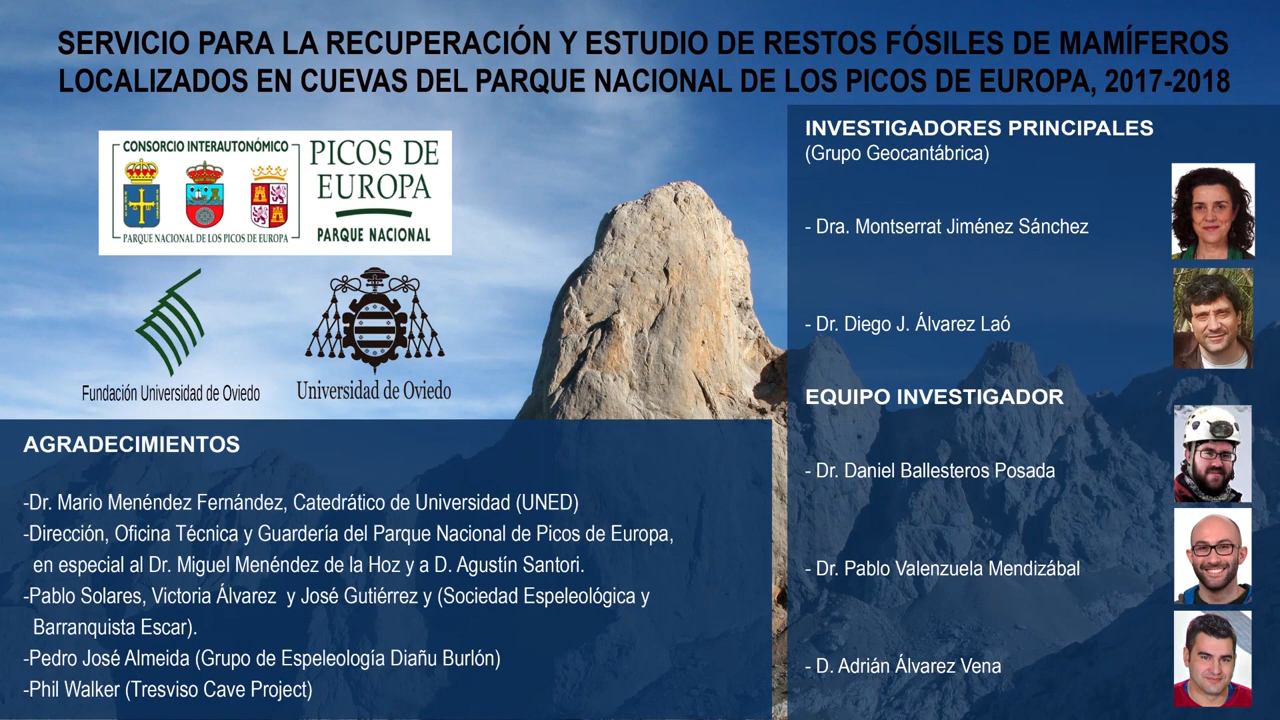 SERVICIO PARA LA RECUPERACIÓN Y ESTUDIO DE RESTOS FÓSILES DE MAMÍFEROS
LOCALIZADOS EN CUEVAS DEL PARQUE NACIONAL DE LOS PICOS DE EUROPA, 2017-2018
CONSORCIO INTERAUTONÓMICO
PARQUE NACIONAL DE LOS PICOS DE EUROPA
PICOS DE
EUROPA
PARQUE NACIONAL
Fundación Universidad de Oviedo
Universidad de Oviedo
AGRADECIMIENTOS
-Dr. Mario Menéndez Fernández, Catedrático de Universidad (UNED)
-Dirección, Oficina Técnica y Guardería del Parque Nacional de Picos de Europa,
en especial al Dr. Miguel Menéndez de la Hoz y a D. Agustín Santori.
-Pablo Solares, Victoria Álvarez y José Gutiérrez y (Sociedad Espeleológica y
Barranquista Escar).
-Pedro José Almeida (Grupo de Espeleología Diañu Burlón)
-Phil Walker (Tresviso Cave Project)
INVESTIGADORES PRINCIPALES
(Grupo Geocantábrica)
- Dra. Montserrat Jiménez Sánchez
- Dr. Diego J. Álvarez Laó
EQUIPO INVESTIGADOR
- Dr. Daniel Ballesteros Posada
- Dr. Pablo Valenzuela Mendizábal
- D. Adrián Álvarez Vena